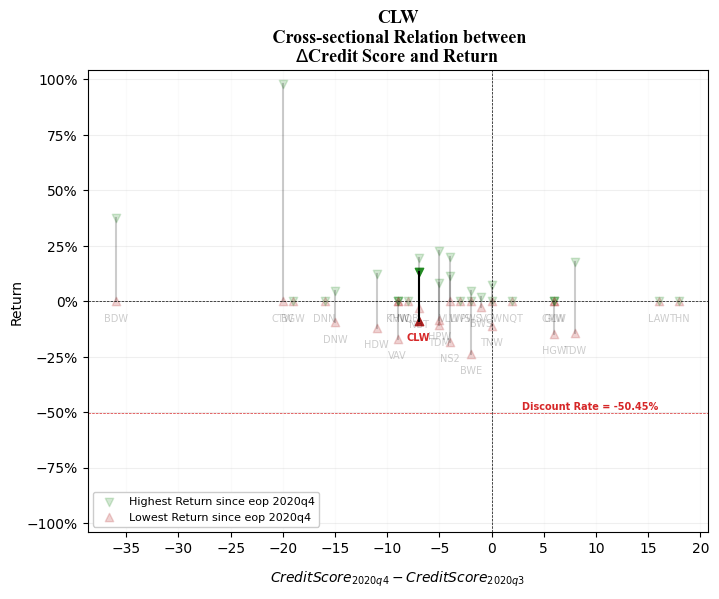 CLW
Cross-sectional Relation between
ΔCredit Score and Return
100%
75%
50%
25%
0%
−25%
−50%
−75%
−100%
Return
BDW
DNN
DNW
HDW
VAV
CLW
TDN
NS2
BWE
TNW
WNQT
HGW
TDW
LAW
THN
Discount Rate = -50.45%
Highest Return since eop 2020q4
Lowest Return since eop 2020q4
−35
−30
−25
−20
−15
−10
−5
0
5
10
15
20
CreditScore2020q4 − CreditScore2020q3